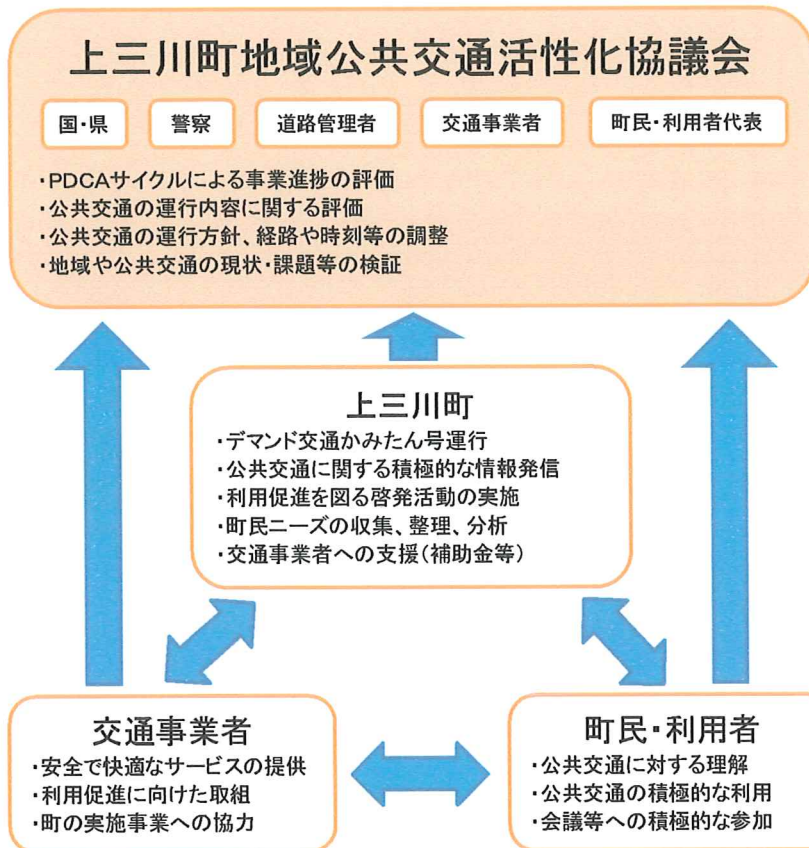 上三川町地域公共交通活性化協議会
国・県
警察
道路管理者
交通事業者
町民・利用者代表
・PDCAサイクルによる事業進捗の評価
・公共交通の運行内容に関する評価
・公共交通の運行方針、経路や時刻等の調整
・地域や公共交通の現状・課題等の検証
上三川町
・デマンド交通かみたん号運行
・公共交通に関する積極的な情報発信
・利用促進を図る啓発活動の実施
・町民ニーズの収集、整理、分析
・交通事業者への支援(補助金等)
交通事業者
・安全で快適なサービスの提供
・利用促進に向けた取組
・町の実施事業への協力
町民・利用者
・公共交通に対する理解
・公共交通の積極的な利用
・会議等への積極的な参加